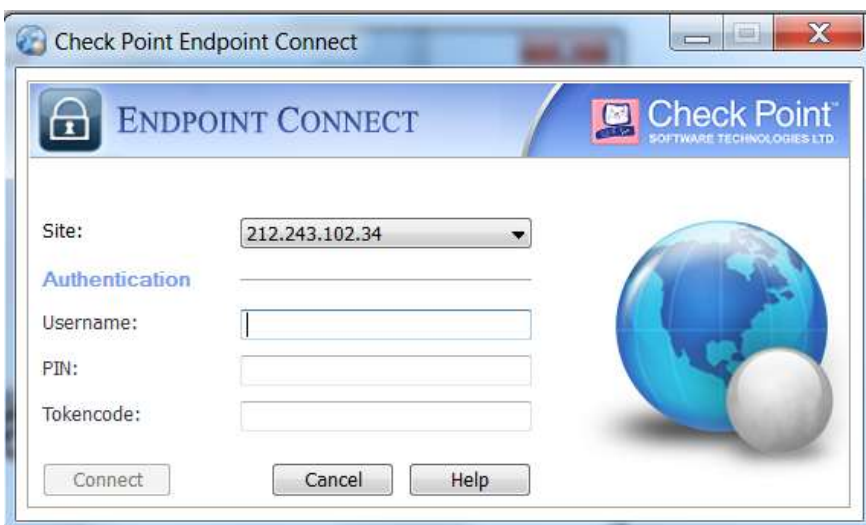 Check Point Endpoint Connect
ENDPOINT CONNECT
Check Point™
SOFTWARE TECHNOLOGIES LTD.
Site:
212.243.102.34
Authentication
Username:
PIN:
Tokencode:
Connect
Cancel
Help